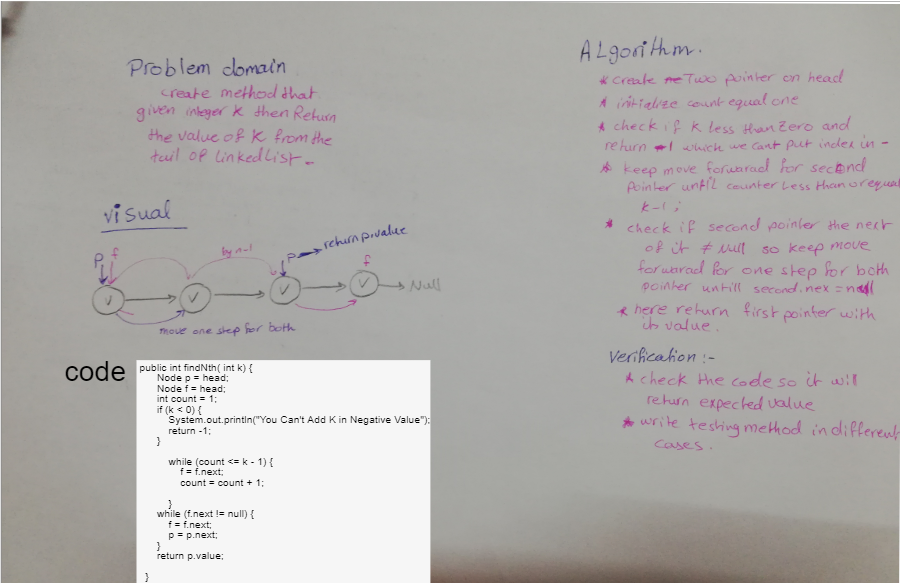 Problem domain
create method that
given integer k then Return
the value of k from the
tail of linkedList -
visual
P f
by n-1
P
return p.value
f
v
v
v
v
Null
move one step for both
code
public int findNth( int k) {
Node p = head;
Node f = head;
int count = 1;
if (k < 0) {
System.out.println("You Can't Add K in Negative Value");
return -1;
}
while (count <= k - 1) {
f = f.next;
count = count + 1;
}
while (f.next != null) {
f = f.next;
p = p.next;
}
return p.value;
}
ALgorithm.
* create Two pointer on head
* initialize count equal one
* check if k less than Zero and
return -1 which we cant put index in -
* keep move forwarad for second
pointer until counter less than or equal
k-1;
* check if second pointer the next
of it ≠ Null so keep move
forwarad for one step for both
pointer untill second.nex = null
* here return first pointer with
its value.
Verification :-
* check the code so it will
return expected value
* write testing method in different
cases.